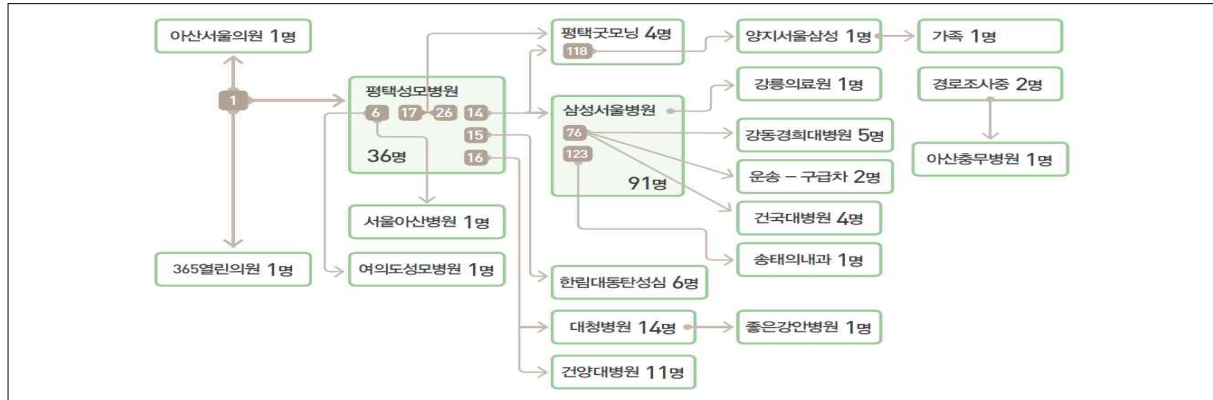 아산서울의원 1명
1
365열린의원 1명
평택성모병원
6 17 26 14
15
16
36명
서울아산병원 1명
여의도성모병원 1명
평택굿모닝 4명
118
양지서울삼성 1명
가족 1명
삼성서울병원
76
123
91명
강릉의료원 1명
강동경희대병원 5명
운송 – 구급차 2명
건국대병원 4명
송태의내과 1명
경로조사중 2명
아산충무병원 1명
한림대동탄성심 6명
대청병원 14명
좋은강안병원 1명
건양대병원 11명